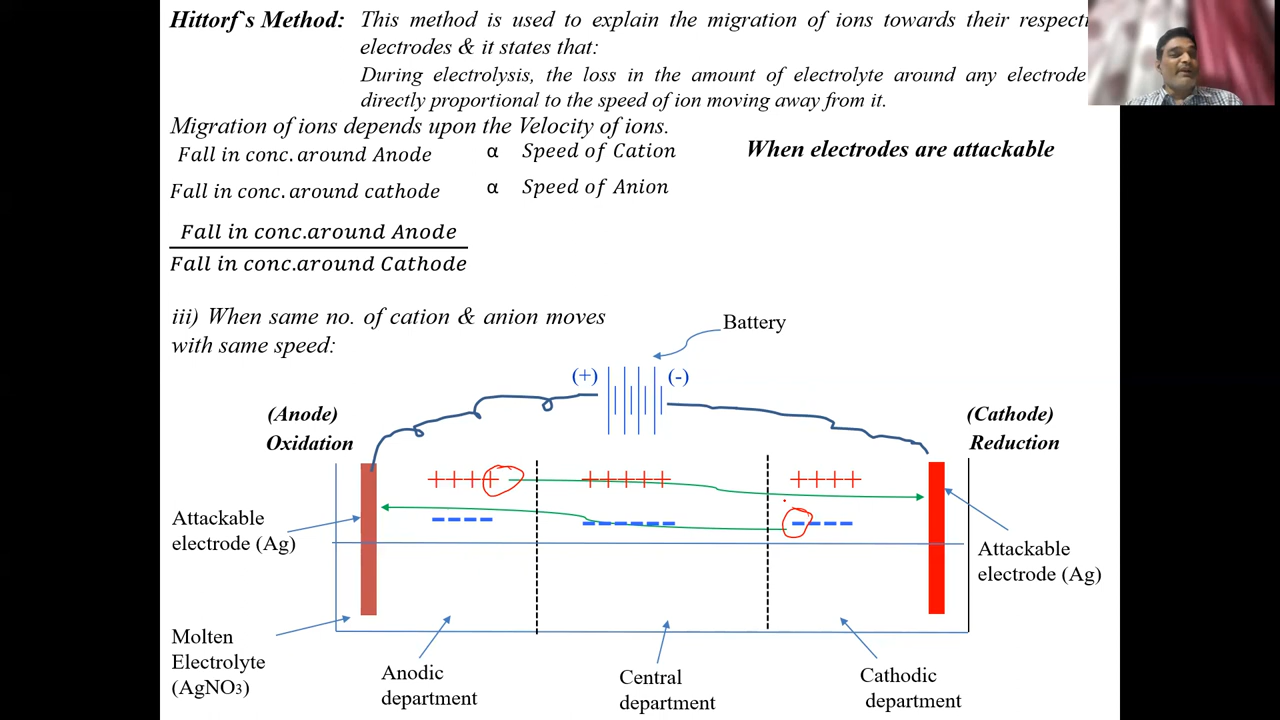 Hittorf`s Method: This method is used to explain the migration of ions towards their respecti
electrodes & it states that:
During electrolysis, the loss in the amount of electrolyte around any electrode
directly proportional to the speed of ion moving away from it.
Migration of ions depends upon the Velocity of ions.
Fall in conc. around Anode α Speed of Cation
When electrodes are attackable
Fall in conc. around cathode α Speed of Anion
Fall in conc.around Anode
Fall in conc.around Cathode
iii) When same no. of cation & anion moves
with same speed:
Battery
(+) (-)
(Anode)
Oxidation
(Cathode)
Reduction
++++ +++++ ++++
Attackable
electrode (Ag)
Attackable
electrode (Ag)
Molten
Electrolyte
(AgNO3)
Anodic
department
Central
department
Cathodic
department